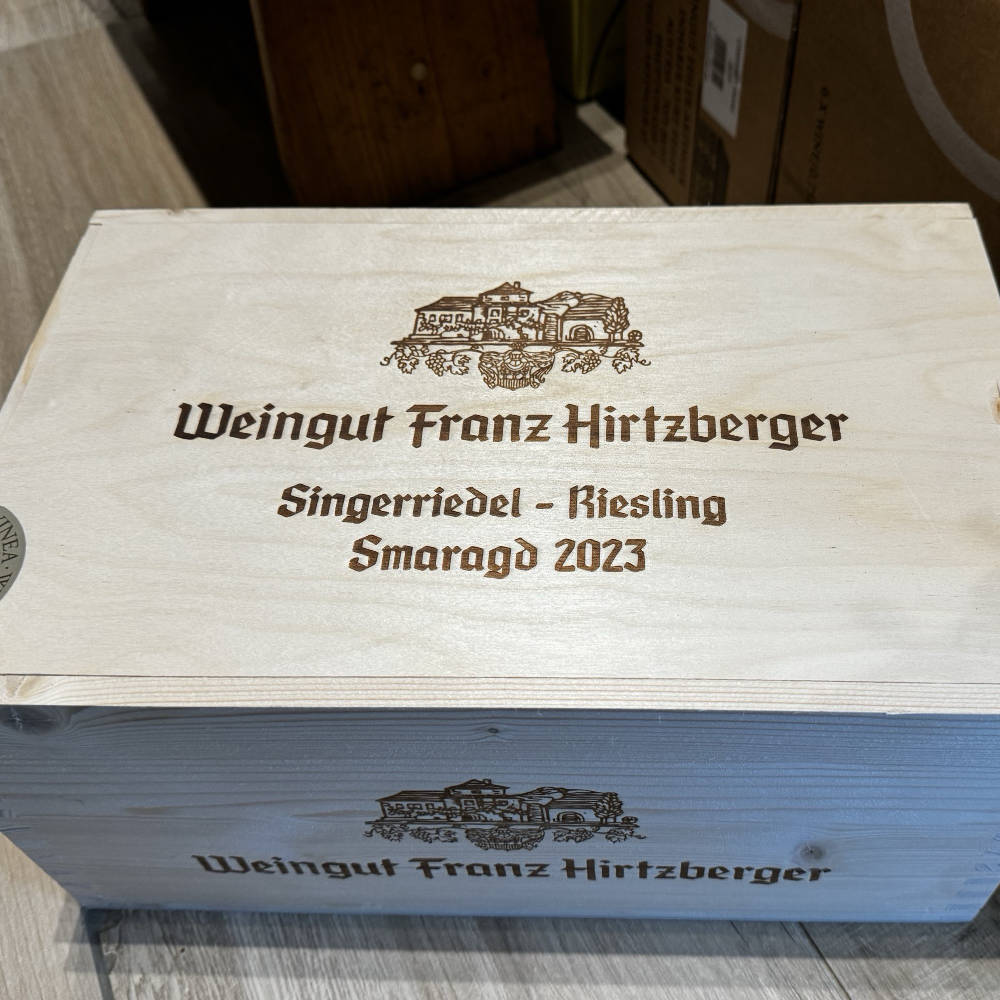 Weingut Franz Hirtzberger
Singerriedel - Riesling
Smaragd 2023
Weingut Franz Hirtzberger